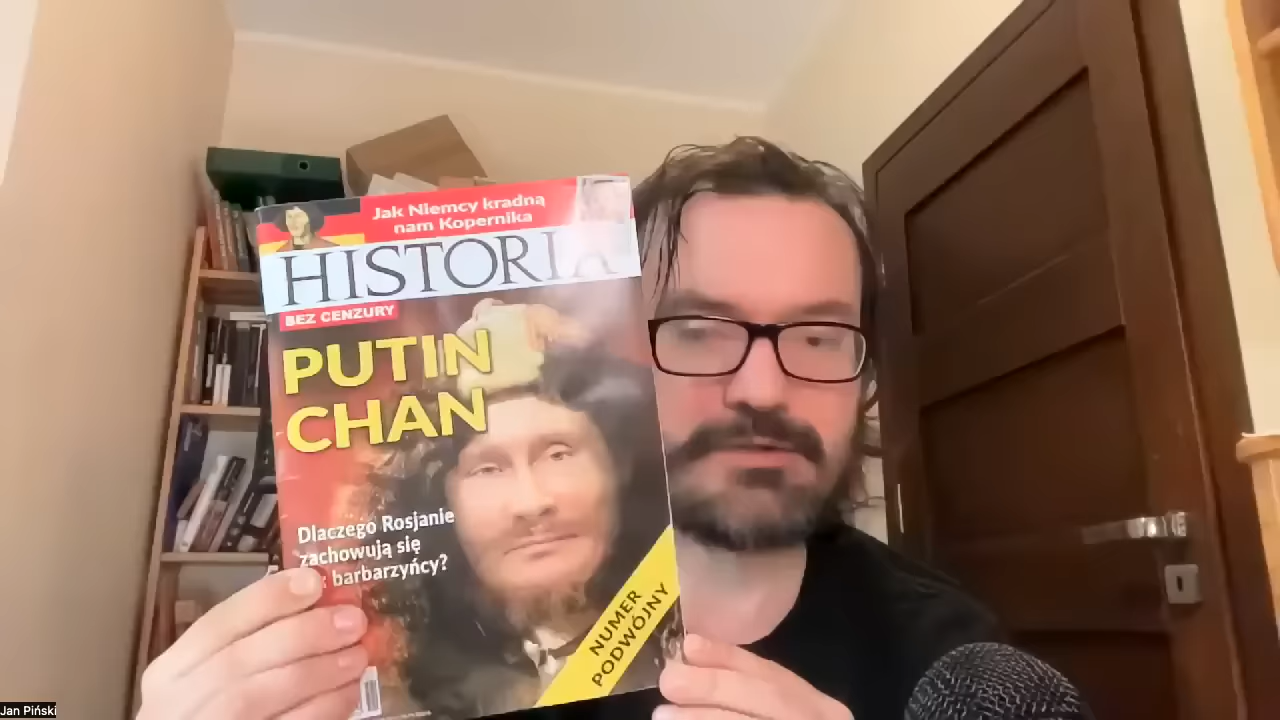 Jak Niemcy kradną
nam Kopernika
HISTORIA
BEZ CENZURY
PUTIN
CHAN
Dlaczego Rosjanie
zachowują się
barbarzyńcy?
NUMER
PODWÓJNY
Jan Piński